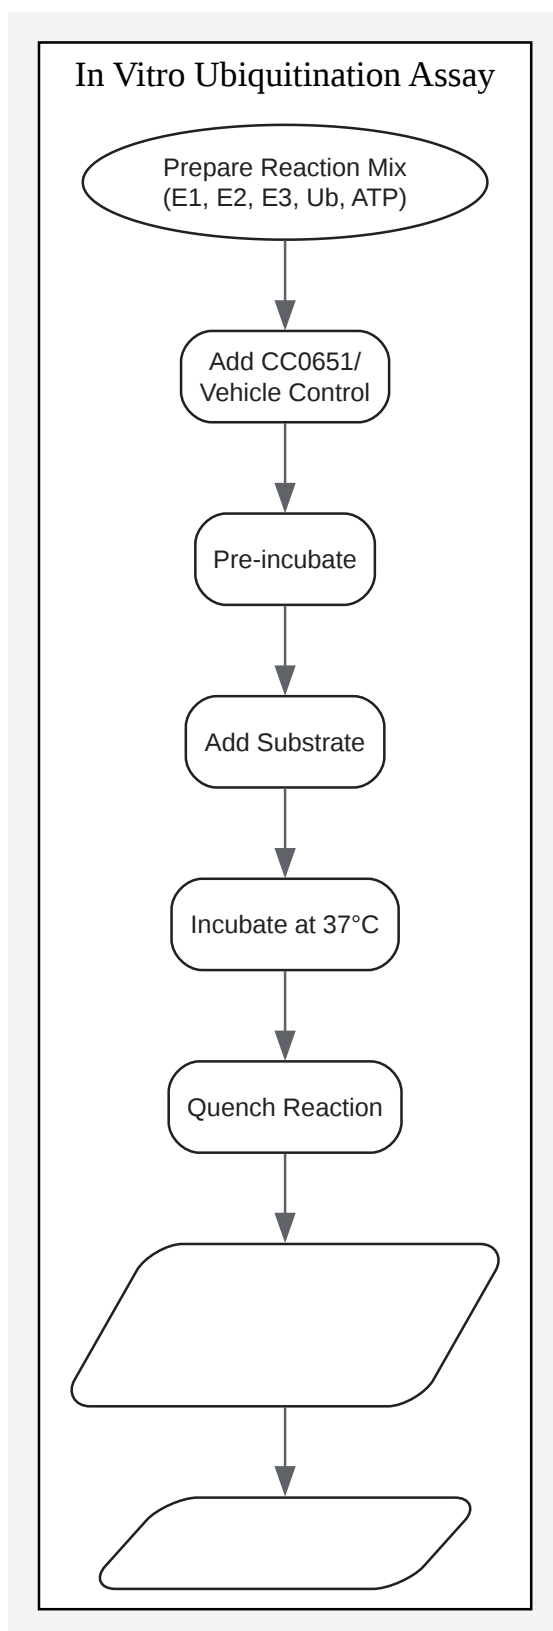 In Vitro Ubiquitination Assay
Prepare Reaction Mix
(E1, E2, E3, Ub, ATP)
Add CC0651/
Vehicle Control
Pre-incubate
Add Substrate
Incubate at 37°C
Quench Reaction